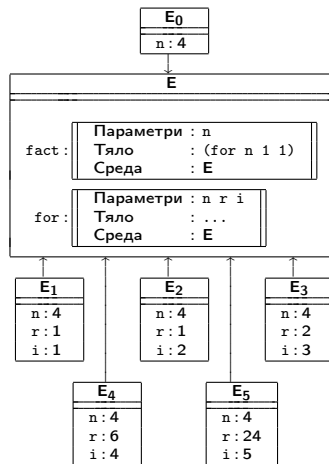 E0
n : 4
E
fact :
Параметри : n
Тяло : (for n 1 1)
Среда : E
for :
Параметри : n r i
Тяло : ...
Среда : E
E1
n : 4
r : 1
i : 1
E2
n : 4
r : 1
i : 2
E3
n : 4
r : 2
i : 3
E4
n : 4
r : 6
i : 4
E5
n : 4
r : 24
i : 5